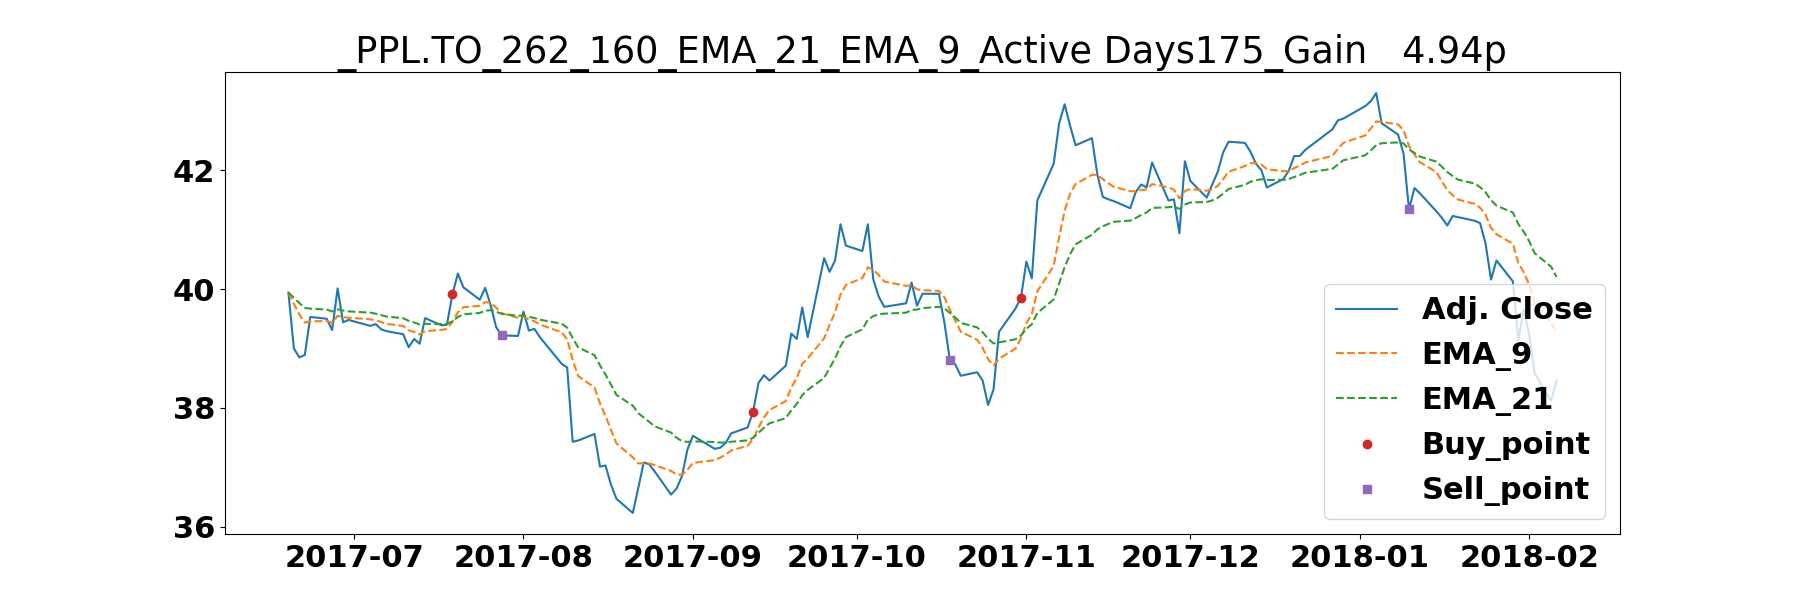 _PPL.TO_262_160_EMA_21_EMA_9_Active Days175_Gain   4.94p
42
40
38
36
Adj. Close
EMA_9
EMA_21
Buy_point
Sell_point
2017-07 2017-08 2017-09 2017-10 2017-11 2017-12 2018-01 2018-02